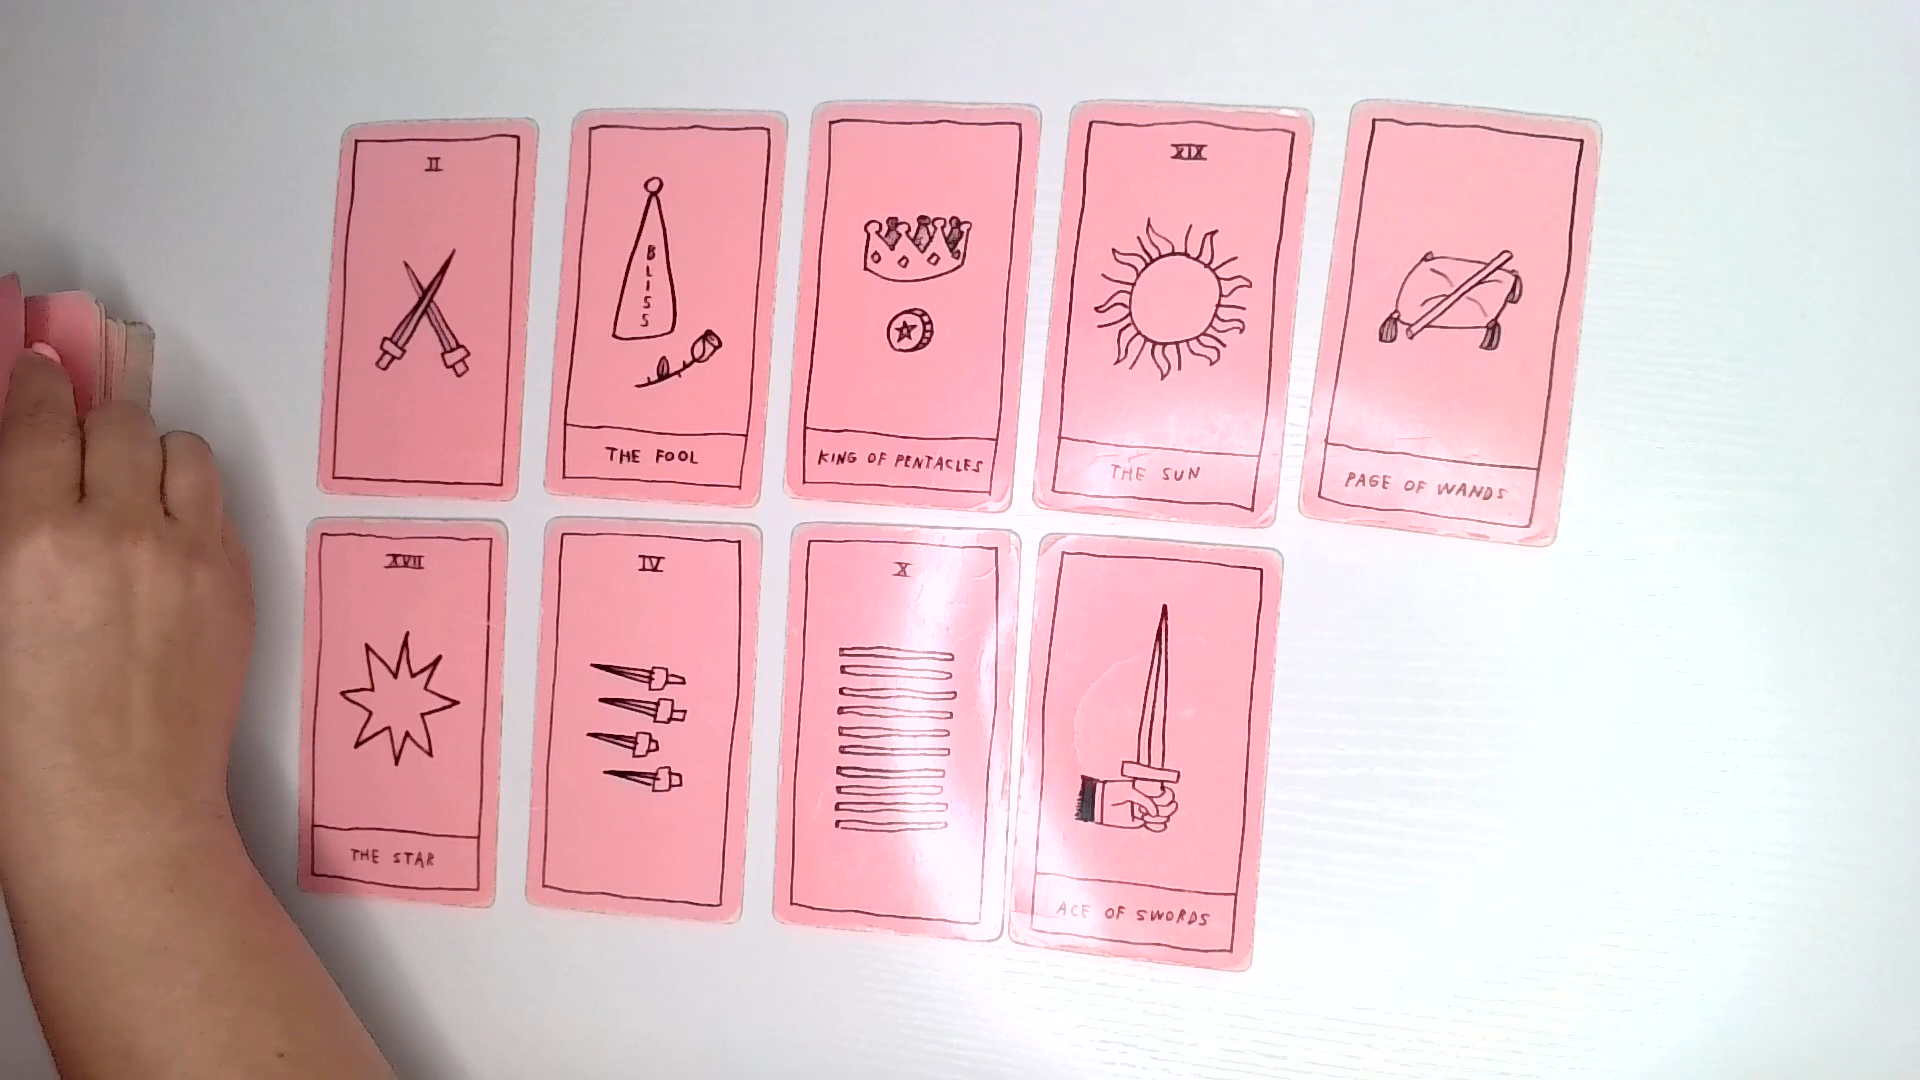 II
BLISS
THE FOOL
KING OF PENTACLES
XIX
THE SUN
PAGE OF WANDS
XVII
THE STAR
IV
X
ACE OF SWORDS